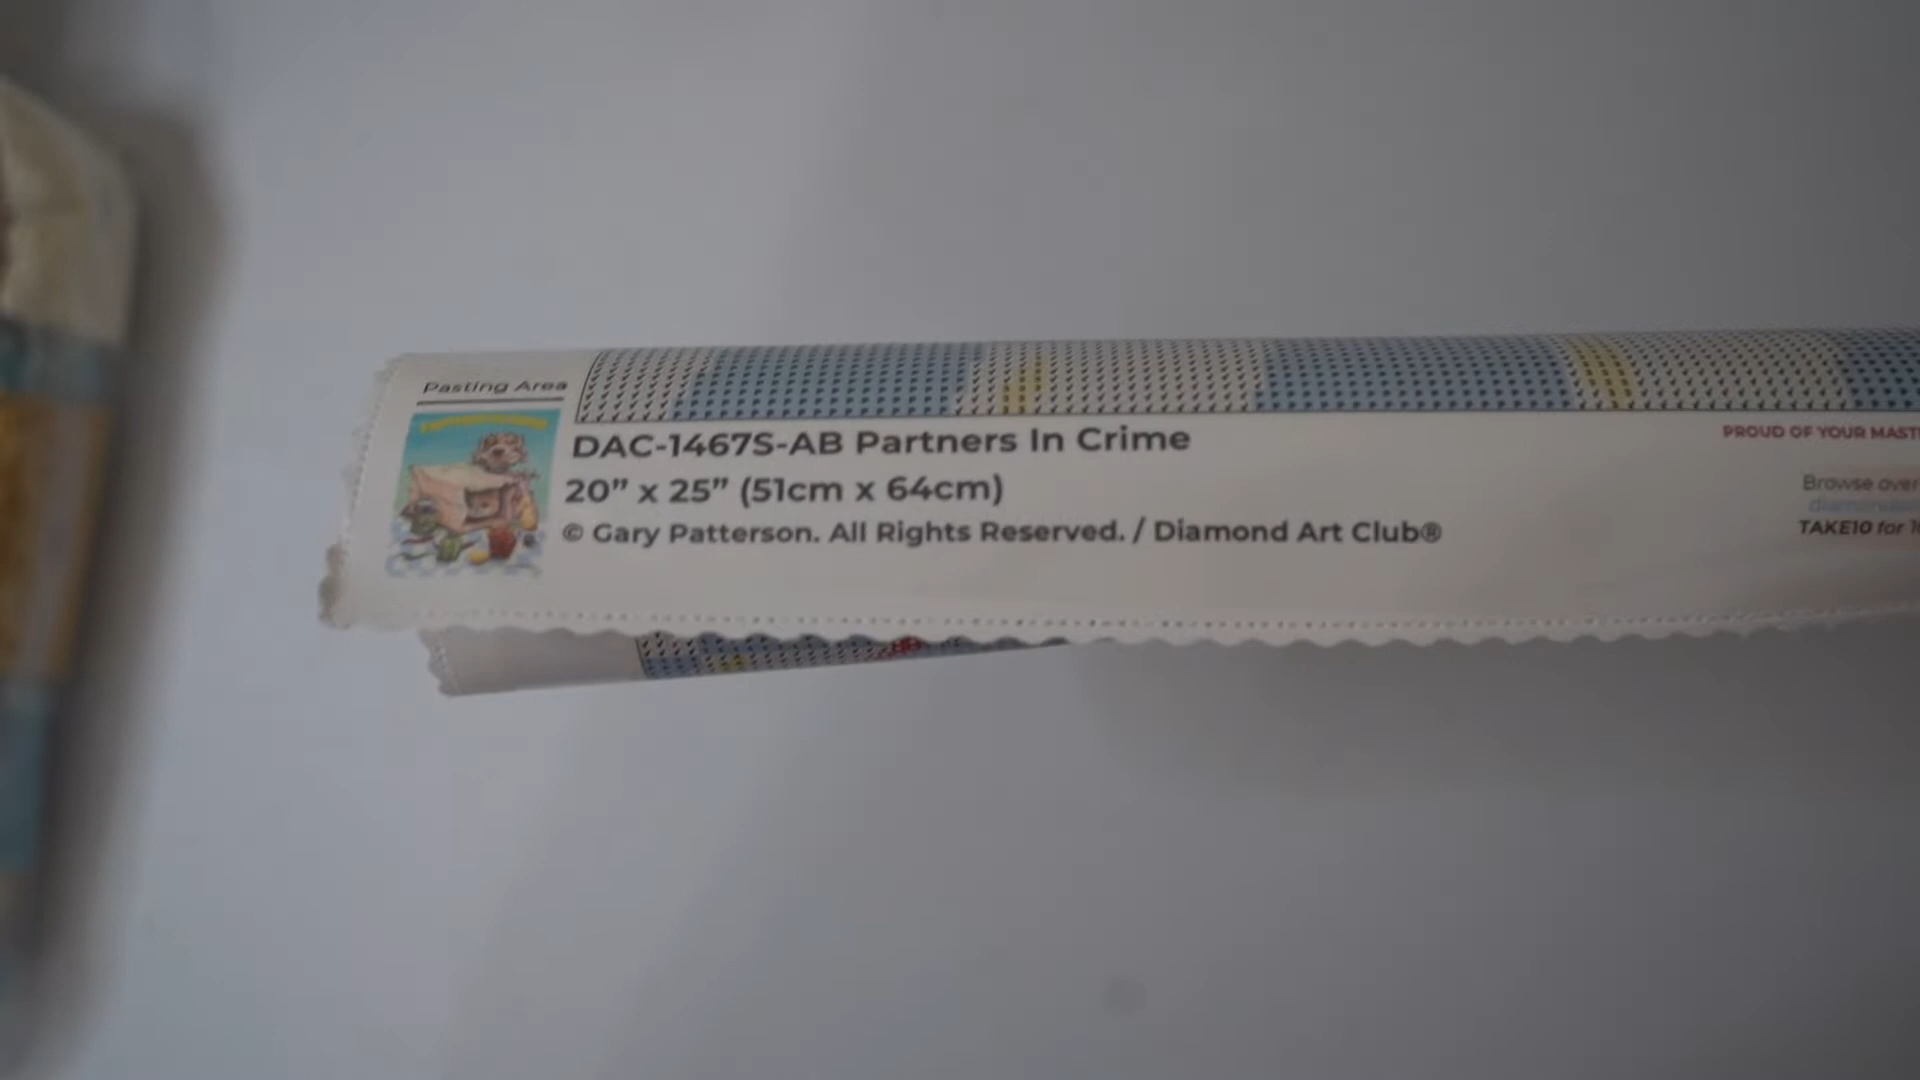 Pasting Area
DAC-1467S-AB Partners In Crime
20" x 25" (51cm x 64cm)
© Gary Patterson. All Rights Reserved. / Diamond Art Club®
PROUD OF YOUR
Browse over
TAKE10 for